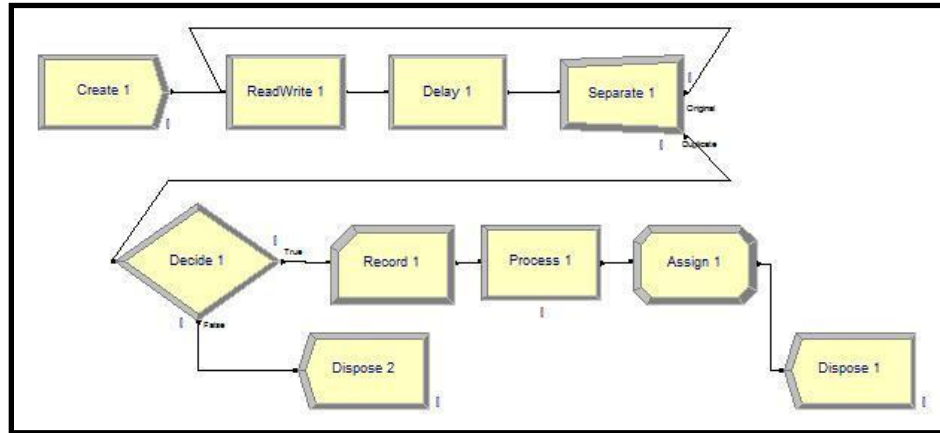 Create 1
ReadWrite 1
Delay 1
Separate 1
Original
Duplicate
Decide 1
True
False
Record 1
Process 1
Assign 1
Dispose 2
Dispose 1